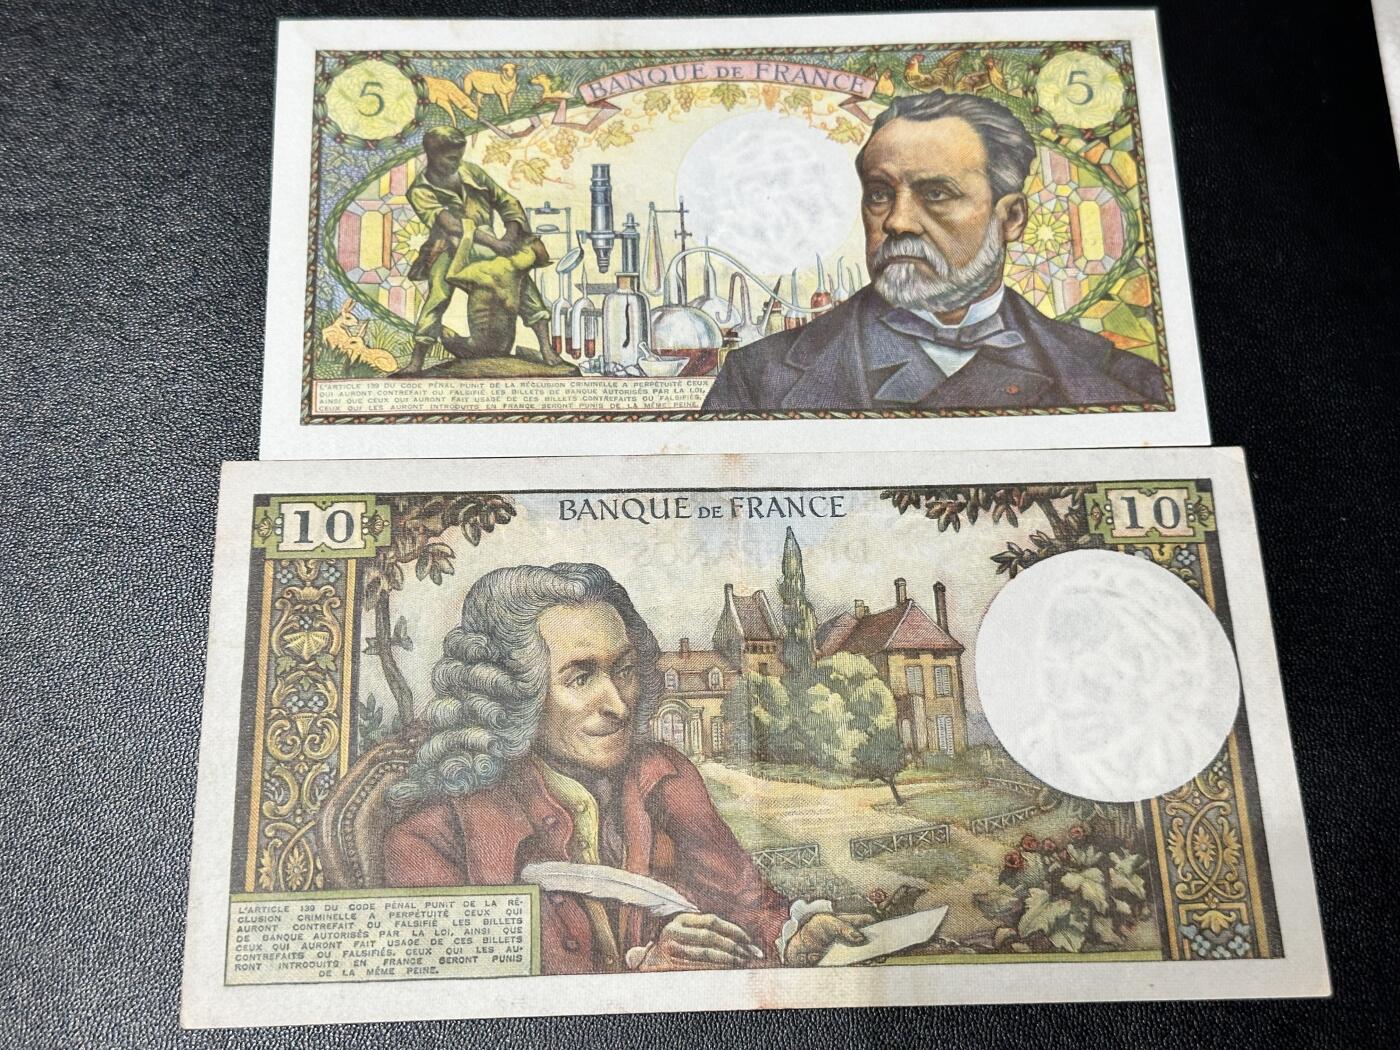 5
BANQUE DE FRANCE
5
L'ARTICLE 139 DU CODE PÉNAL PUNIT DE LA RÉCLUSION CRIMINELLE A PERPÉTUITÉ CEUX
QUI AURONT CONTREFAIT OU FALSIFIÉ LES BILLETS DE BANQUE AUTORISÉS PAR LA LOI,
AINSI QUE CEUX QUI AURONT FAIT USAGE DE CES BILLETS CONTREFAITS OU FALSIFIÉS.
CEUX QUI LES AURONT INTRODUITS EN FRANCE SERONT PUNIS DE LA MÊME PEINE.
10
BANQUE DE FRANCE
10
L'ARTICLE 139 DU CODE PÉNAL PUNIT DE LA RÉ-
CLUSION CRIMINELLE A PERPÉTUITÉ CEUX QUI
AURONT CONTREFAIT OU FALSIFIÉ LES BILLETS
DE BANQUE AUTORISÉS PAR LA LOI, AINSI QUE
CEUX QUI AURONT FAIT USAGE DE CES BILLETS
CONTREFAITS OU FALSIFIÉS. CEUX QUI LES AU-
RONT INTRODUITS EN FRANCE SERONT PUNIS
DE LA MÊME PEINE.